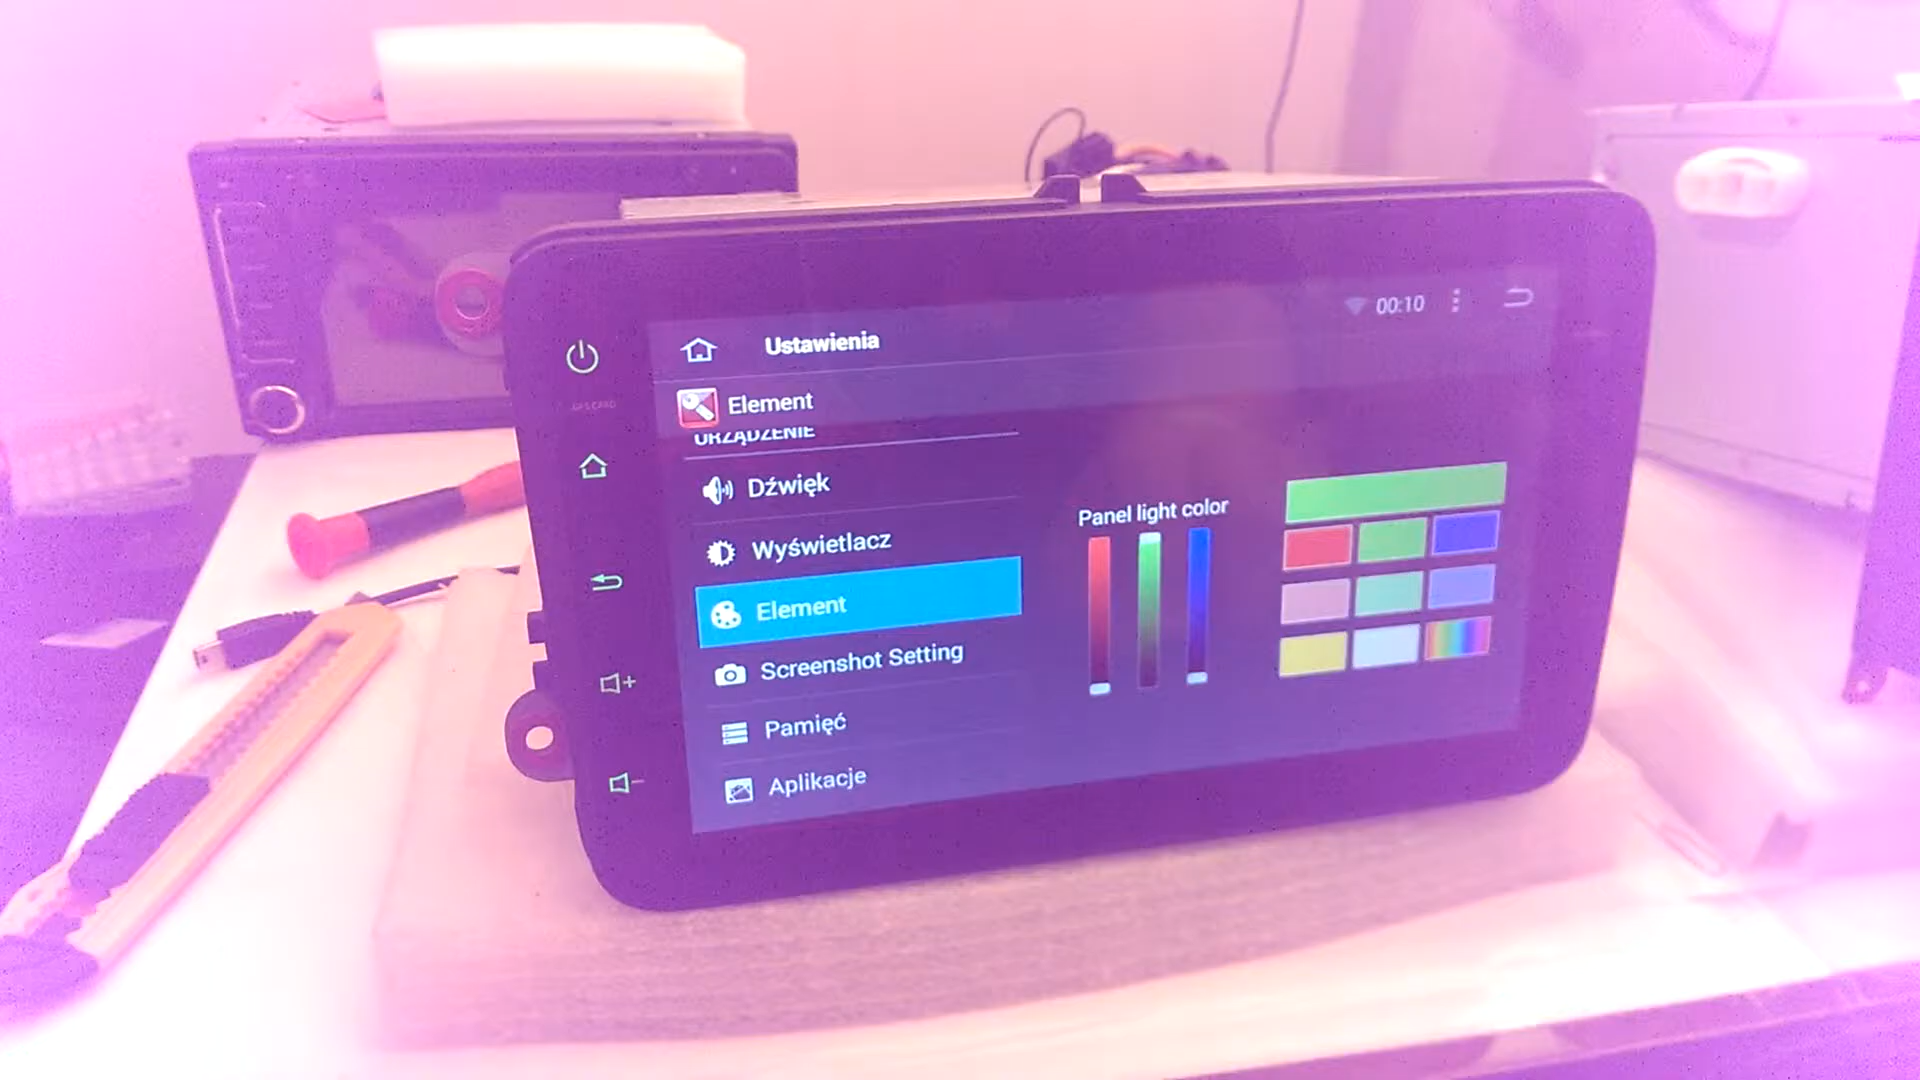 00:10
Ustawienia
Element
URZĄDZENIE
Dźwięk
Wyświetlacz
Element
Screenshot Setting
Pamięć
Aplikacje
Panel light color